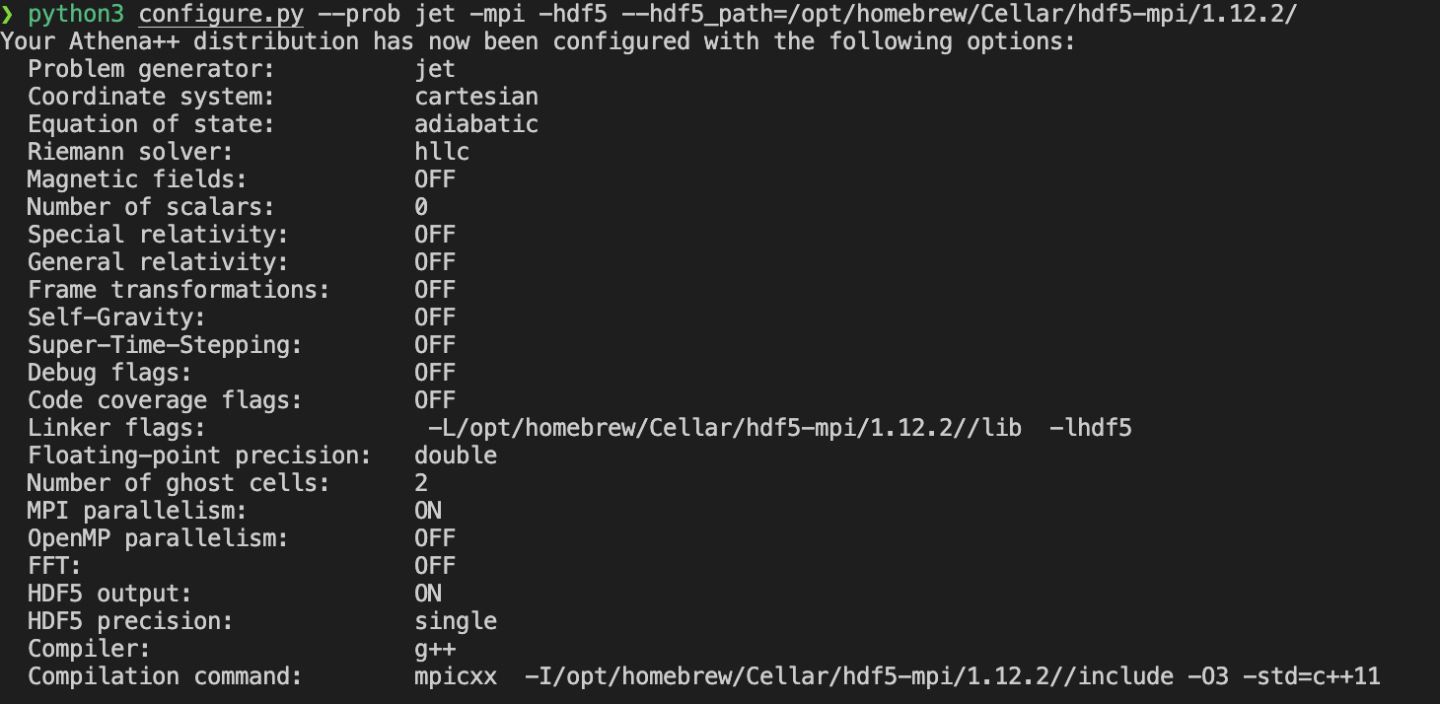 ❯ python3 configure.py --prob jet -mpi -hdf5 --hdf5_path=/opt/homebrew/Cellar/hdf5-mpi/1.12.2/
Your Athena++ distribution has now been configured with the following options:
  Problem generator:          jet
  Coordinate system:          cartesian
  Equation of state:          adiabatic
  Riemann solver:             hllc
  Magnetic fields:            OFF
  Number of scalars:          0
  Special relativity:         OFF
  General relativity:         OFF
  Frame transformations:      OFF
  Self-Gravity:               OFF
  Super-Time-Stepping:        OFF
  Debug flags:                OFF
  Code coverage flags:        OFF
  Linker flags:                -L/opt/homebrew/Cellar/hdf5-mpi/1.12.2//lib  -lhdf5
  Floating-point precision:   double
  Number of ghost cells:      2
  MPI parallelism:            ON
  OpenMP parallelism:         OFF
  FFT:                        OFF
  HDF5 output:                ON
  HDF5 precision:             single
  Compiler:                   g++
  Compilation command:        mpicxx  -I/opt/homebrew/Cellar/hdf5-mpi/1.12.2//include -O3 -std=c++11